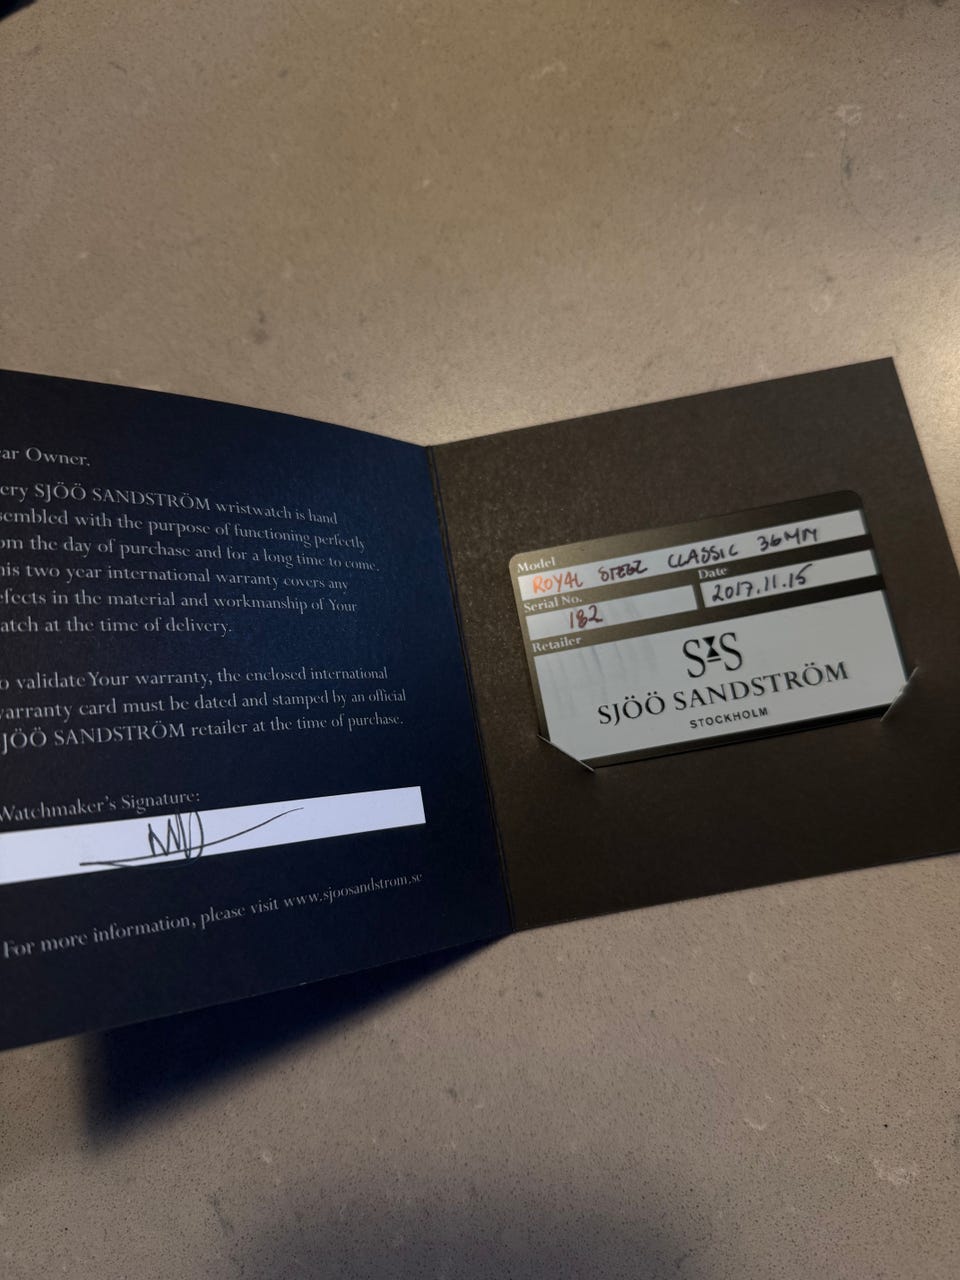 ar Owner.
ery SJÖÖ SANDSTRÖM wristwatch is hand
sembled with the purpose of functioning perfectly
om the day of purchase and for a long time to come.
his two year international warranty covers any
efects in the material and workmanship of Your
atch at the time of delivery.
o validate Your warranty, the enclosed international
varranty card must be dated and stamped by an official
JÖÖ SANDSTRÖM retailer at the time of purchase.
Watchmaker's Signature:
For more information, please visit www.sjoosandstrom.se
Model
ROYAL STEEL CLASSIC 36MM
Serial No.
182
Date
2017.11.15
Retailer
S S
SJÖÖ SANDSTRÖM
STOCKHOLM